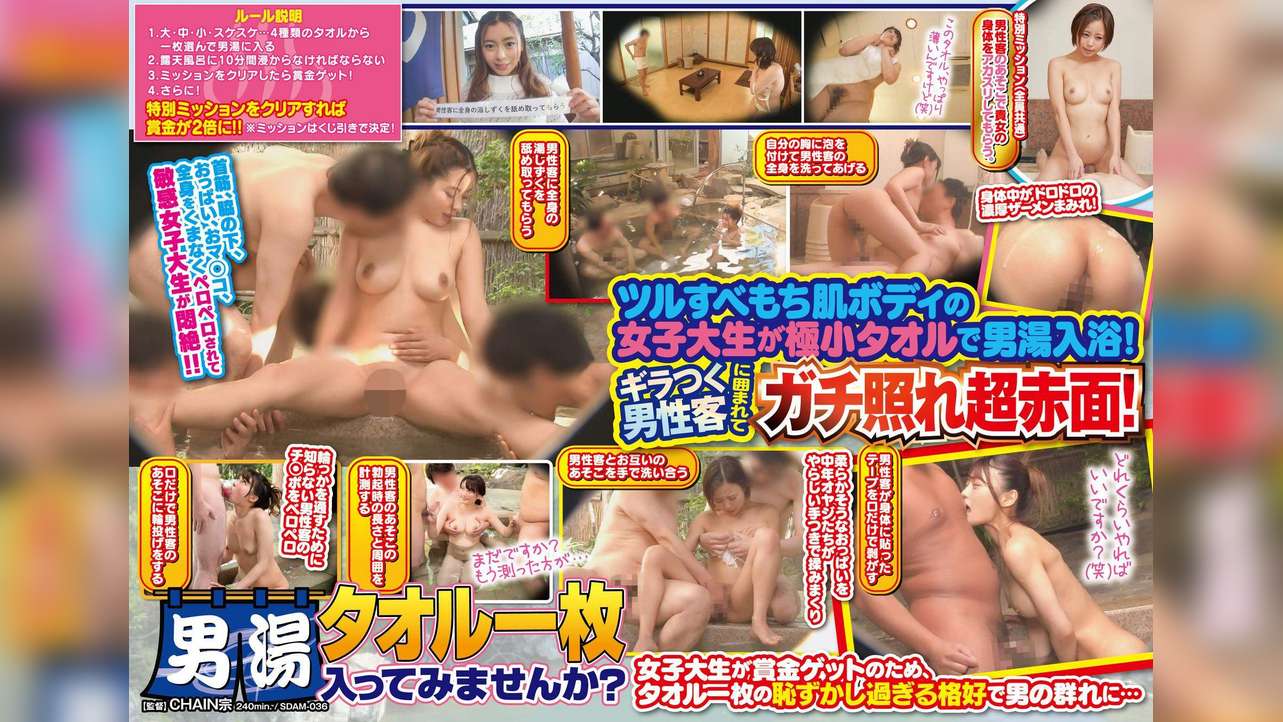 ルール説明
1. 大・中・小・スケスケ…4種類のタオルから
一枚選んで男湯に入る
2. 露天風呂に10分間浸からなければならない
3. ミッションをクリアしたら賞金ゲット!
4. さらに!
特別ミッションをクリアすれば
賞金が2倍に!! ※ミッションはくじ引きで決定!
男性客に全身の湯しずくを舐め取ってもらう
このタオル、やっぱり
薄いんですけど(笑)
特別ミッション(全員共通)
男性客のあそこで貴女の
身体をアカスリしてもらう。
身体中がドロドロの
濃厚ザーメンまみれ!
首筋、脇の下、
おっぱい、おマ○コ、
全身をくまなくペロペロされて
敏感女子大生が悶絶!!
男性客に全身の
湯しずくを
舐め取ってもらう
自分の胸に泡を
付けて男性客の
全身を洗ってあげる
ツルすべもち肌ボディの
女子大生が極小タオルで男湯入浴!
ギラつく
男性客
に囲まれて
ガチ照れ超赤面!
口だけで男性客の
あそこに輪投げをする
輪っかを通すために
知らない男性客の
チ○ポをペロペロ
男性客のあそこの
勃起時の長さと周囲を
計測する
まだですか?
もう測った方が…
男性客とお互いの
あそこを手で洗い合う
柔らかそうなおっぱいを
中年オヤジたちが
やらしい手つきで揉みまくり
男性客が身体に貼った
テープを口だけで剥がす
どれくらいやれば
いいですか?
(笑)
男湯
タオル一枚
入ってみませんか?
【監督】CHAIN宗 240min./SDAM-036
女子大生が賞金ゲットのため、
タオル一枚の恥ずかし過ぎる格好で男の群れに…